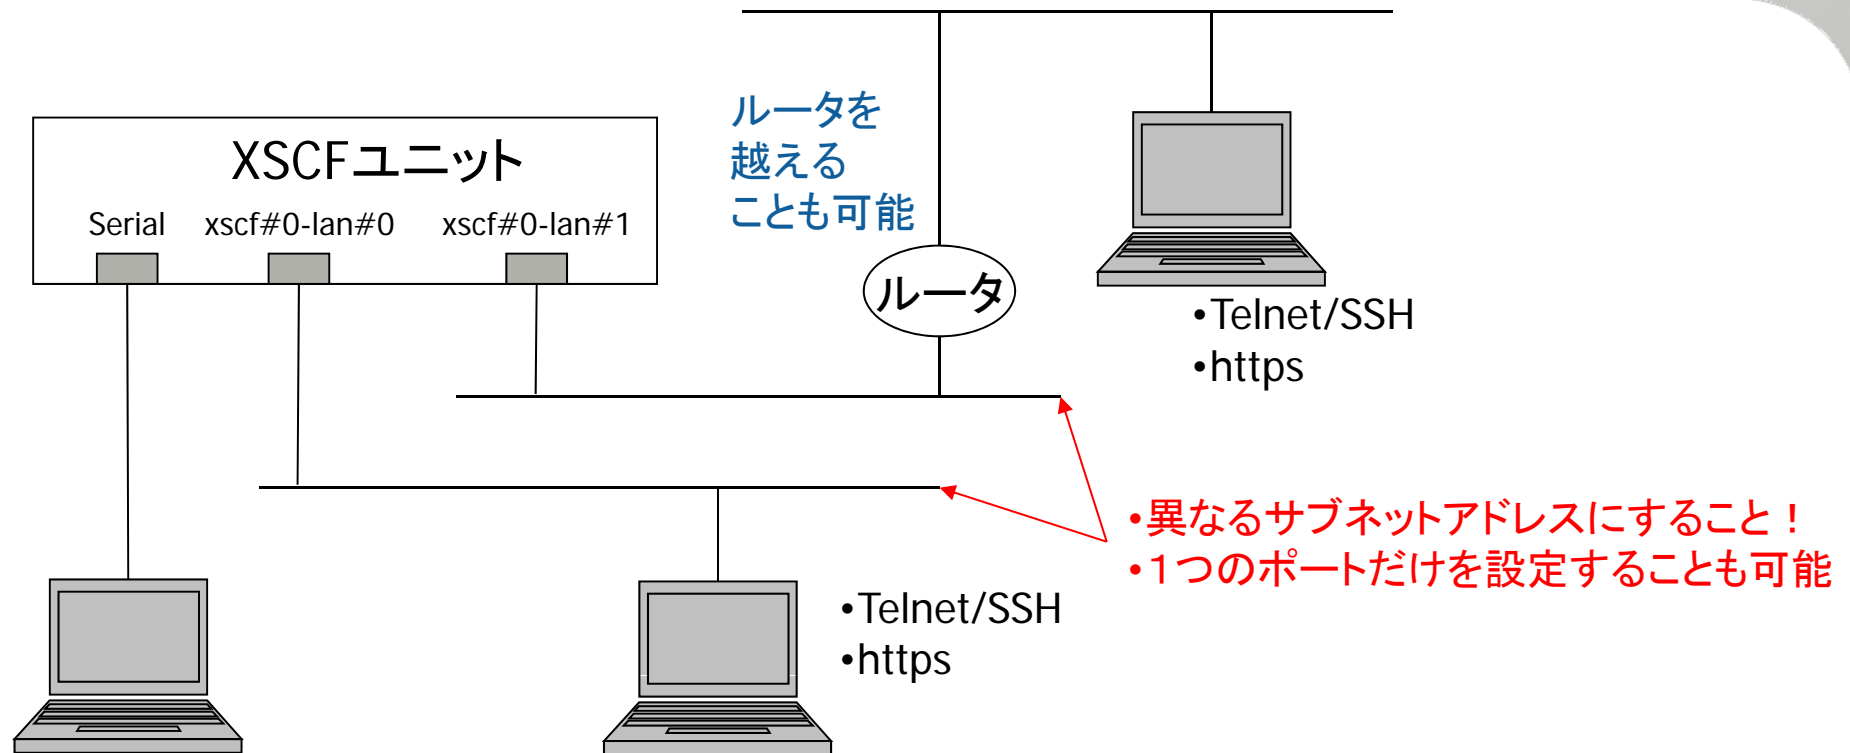 XSCFユニット
Serial xscf#0-lan#0 xscf#0-lan#1
ルータを
越える
ことも可能
ルータ
•Telnet/SSH
•https
•異なるサブネットアドレスにすること！
•１つのポートだけを設定することも可能
•Telnet/SSH
•https